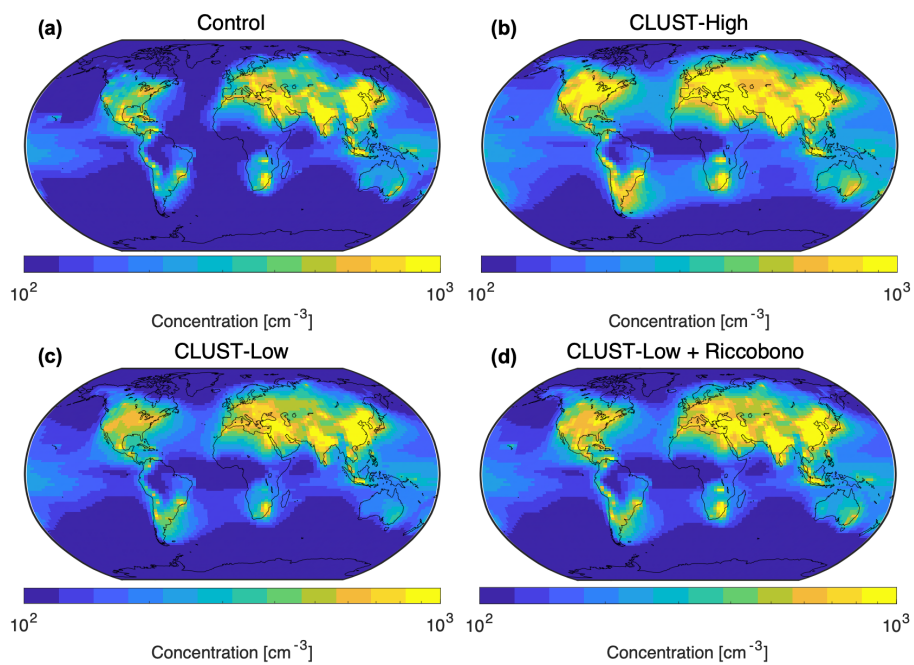 (a) Control
(b) CLUST-High
10² 10³
Concentration [cm⁻³]
10² 10³
Concentration [cm⁻³]
(c) CLUST-Low
(d) CLUST-Low + Riccobono
10² 10³
Concentration [cm⁻³]
10² 10³
Concentration [cm⁻³]